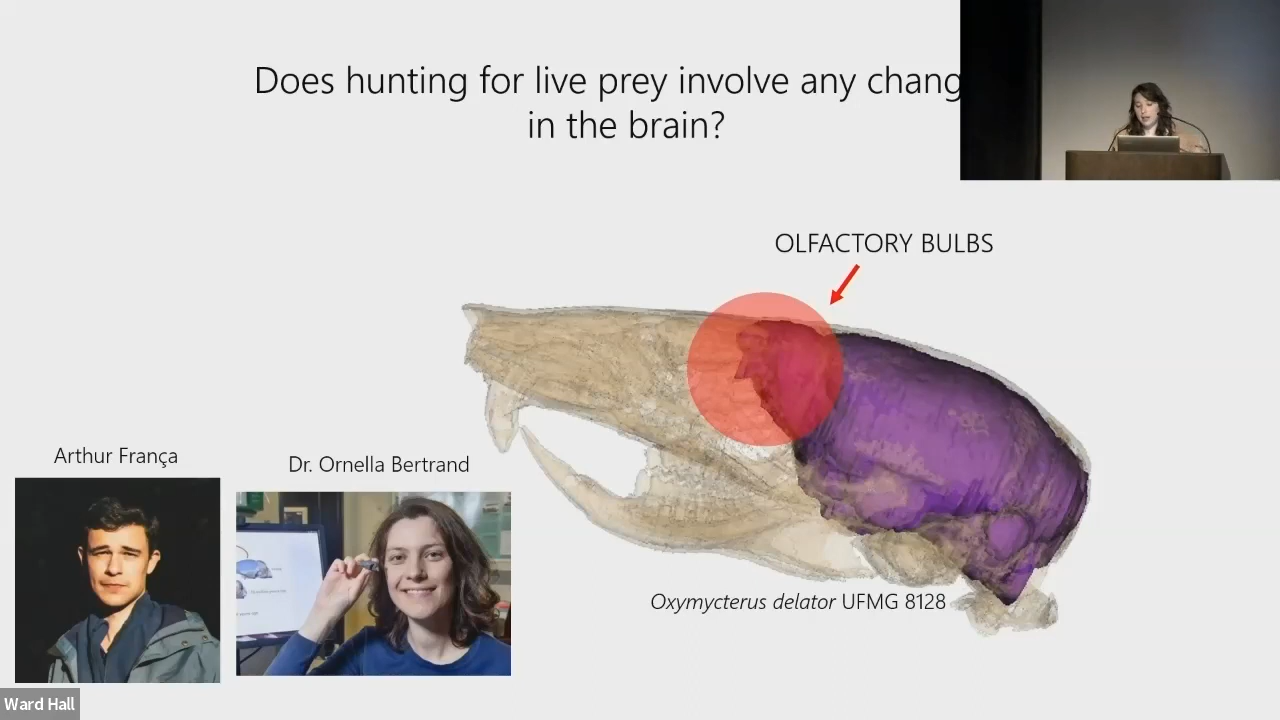 Does hunting for live prey involve any chang
in the brain?
OLFACTORY BULBS
Arthur França
Dr. Ornella Bertrand
Oxymycterus delator UFMG 8128
Ward Hall